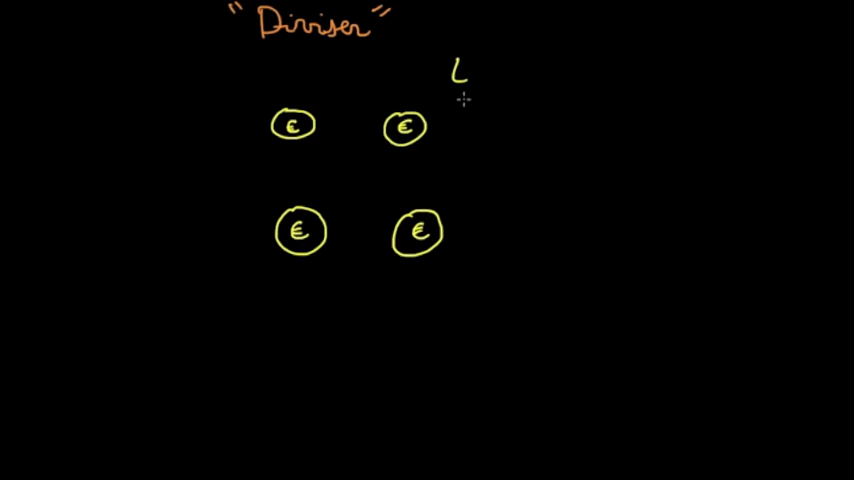 "Diviser"
L
€ €
€ €